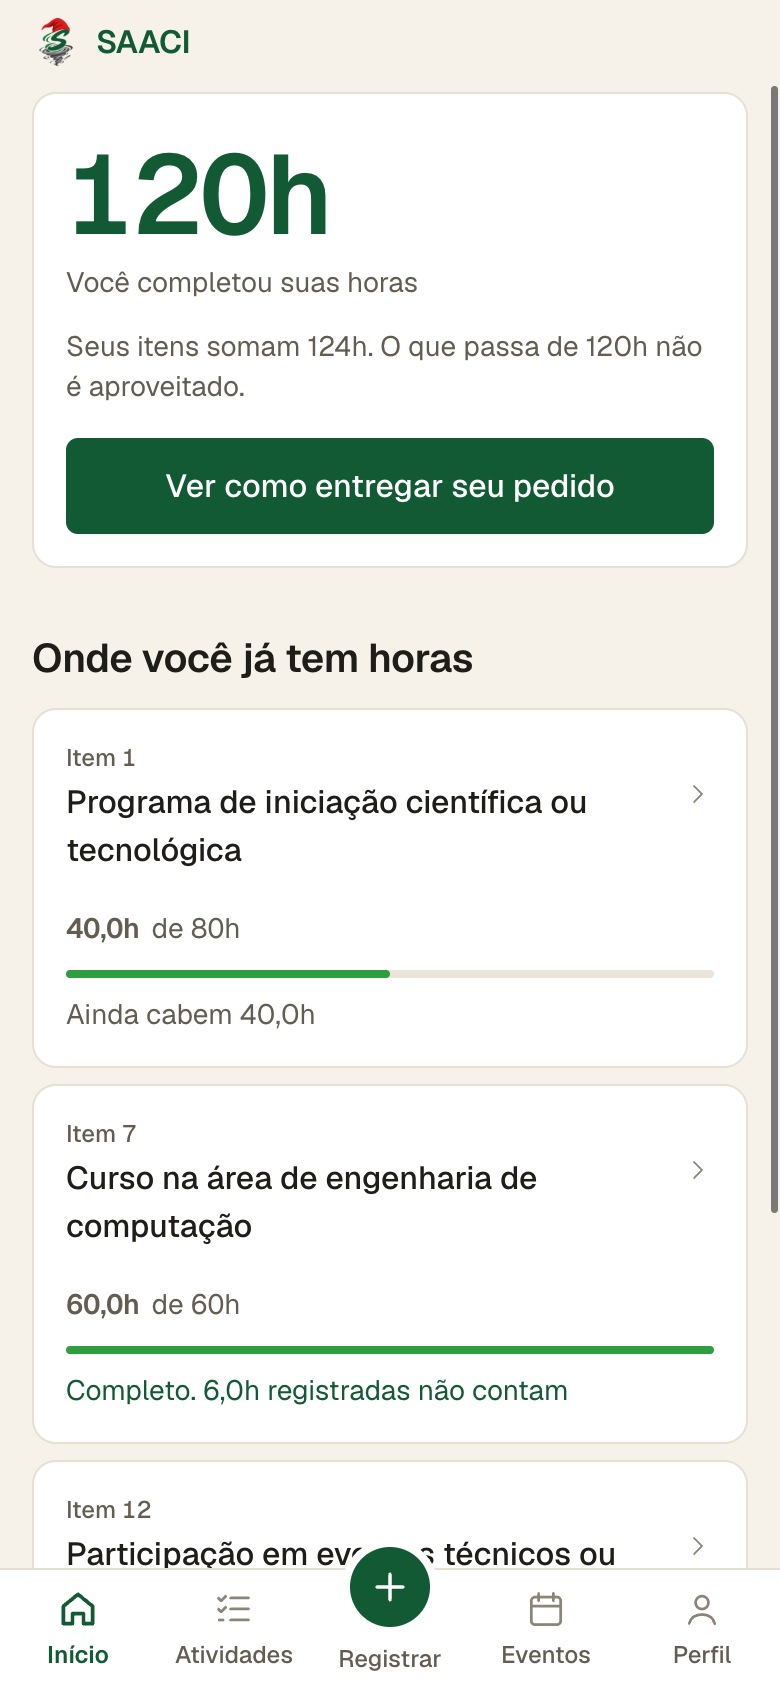 SAACI
120h
Você completou suas horas
Seus itens somam 124h. O que passa de 120h não
é aproveitado.
Ver como entregar seu pedido
Onde você já tem horas
Item 1
Programa de iniciação científica ou
tecnológica
40,0h de 80h
Ainda cabem 40,0h
Item 7
Curso na área de engenharia de
computação
60,0h de 60h
Completo. 6,0h registradas não contam
Item 12
Participação em eventos técnicos ou
Início
Atividades
Registrar
Eventos
Perfil